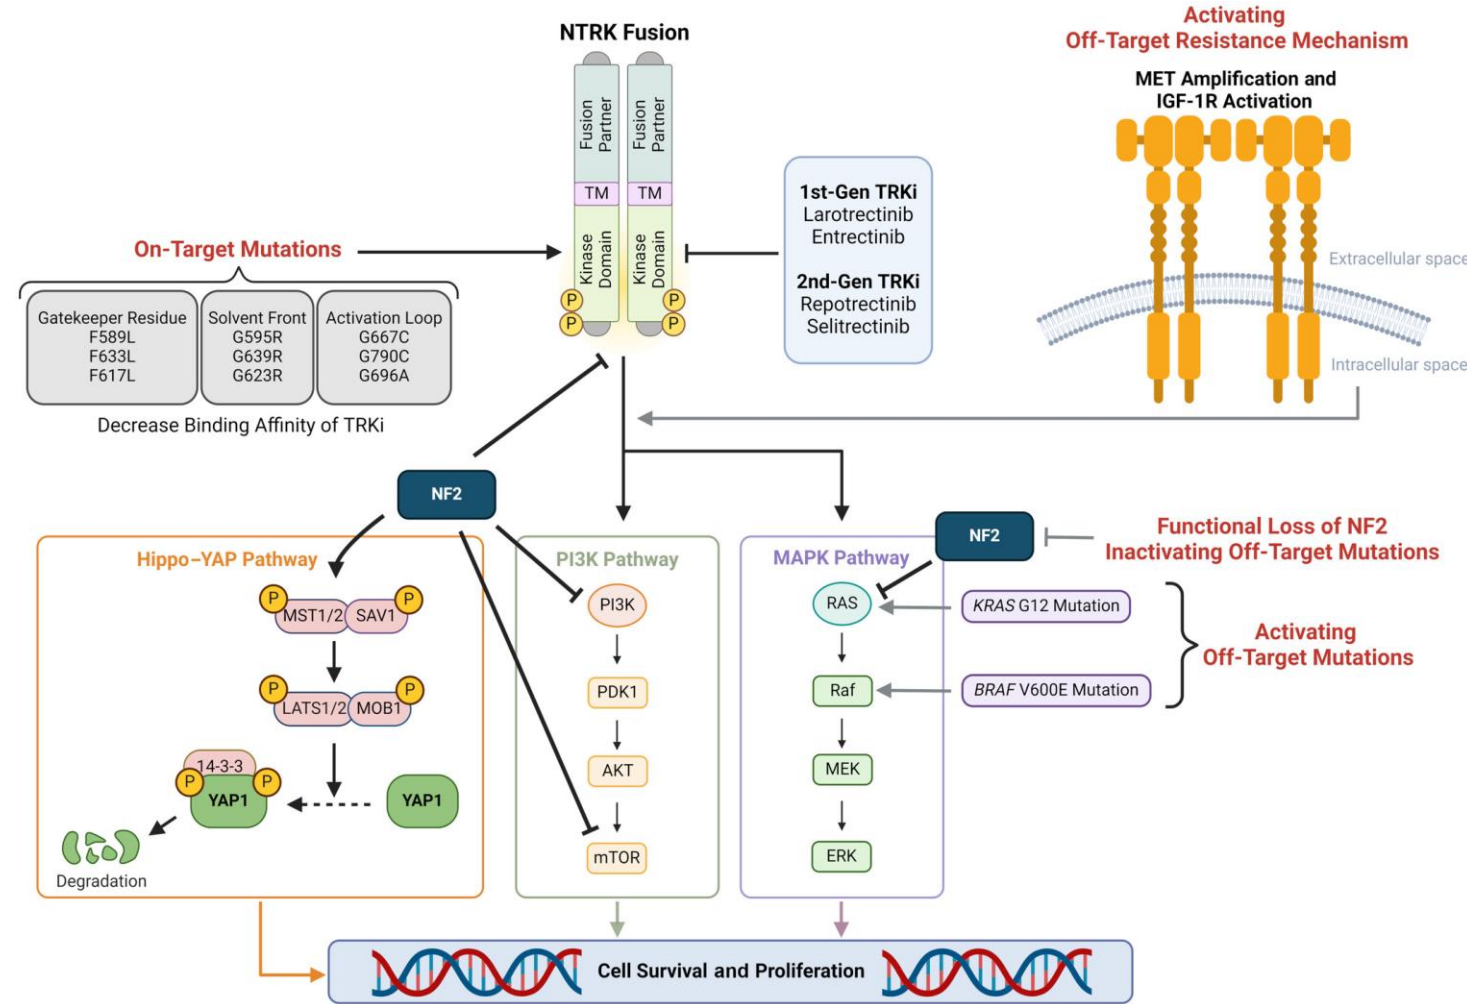 Activating
Off-Target Resistance Mechanism
MET Amplification and
IGF-1R Activation
Extracellular space
Intracellular space
NTRK Fusion
Fusion
Partner
Fusion
Partner
TM
TM
Kinase
Domain
Kinase
Domain
P
P
P
P
1st-Gen TRKi
Larotrectinib
Entrectinib
2nd-Gen TRKi
Repotrectinib
Selitrectinib
On-Target Mutations
Gatekeeper Residue
F589L
F633L
F617L
Solvent Front
G595R
G639R
G623R
Activation Loop
G667C
G790C
G696A
Decrease Binding Affinity of TRKi
NF2
Hippo–YAP Pathway
P
P
MST1/2
SAV1
P
P
LATS1/2
MOB1
14-3-3
P
P
YAP1
YAP1
Degradation
PI3K Pathway
PI3K
PDK1
AKT
mTOR
MAPK Pathway
RAS
Raf
MEK
ERK
NF2
Functional Loss of NF2
Inactivating Off-Target Mutations
KRAS G12 Mutation
BRAF V600E Mutation
Activating
Off-Target Mutations
Cell Survival and Proliferation